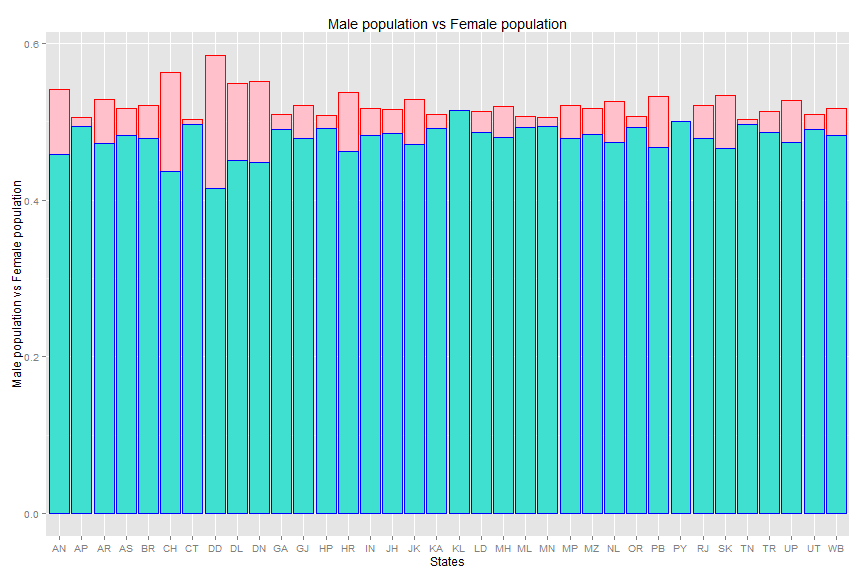 Male population vs Female population
Male population vs Female population
0.6
0.4
0.2
0.0
AN AP AR AS BR CH CT DD DL DN GA GJ HP HR IN JH JK KA KL LD MH ML MN MP MZ NL OR PB PY RJ SK TN TR UP UT WB
States